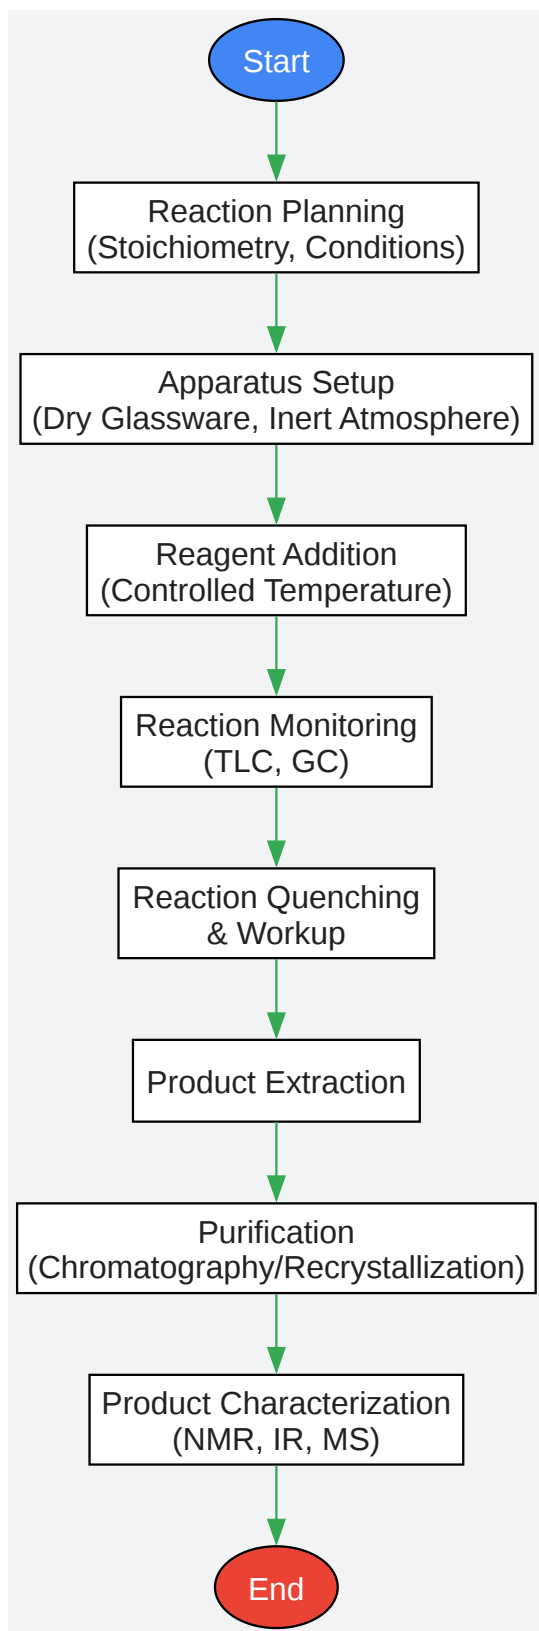 Start
Reaction Planning
(Stoichiometry, Conditions)
Apparatus Setup
(Dry Glassware, Inert Atmosphere)
Reagent Addition
(Controlled Temperature)
Reaction Monitoring
(TLC, GC)
Reaction Quenching
& Workup
Product Extraction
Purification
(Chromatography/Recrystallization)
Product Characterization
(NMR, IR, MS)
End